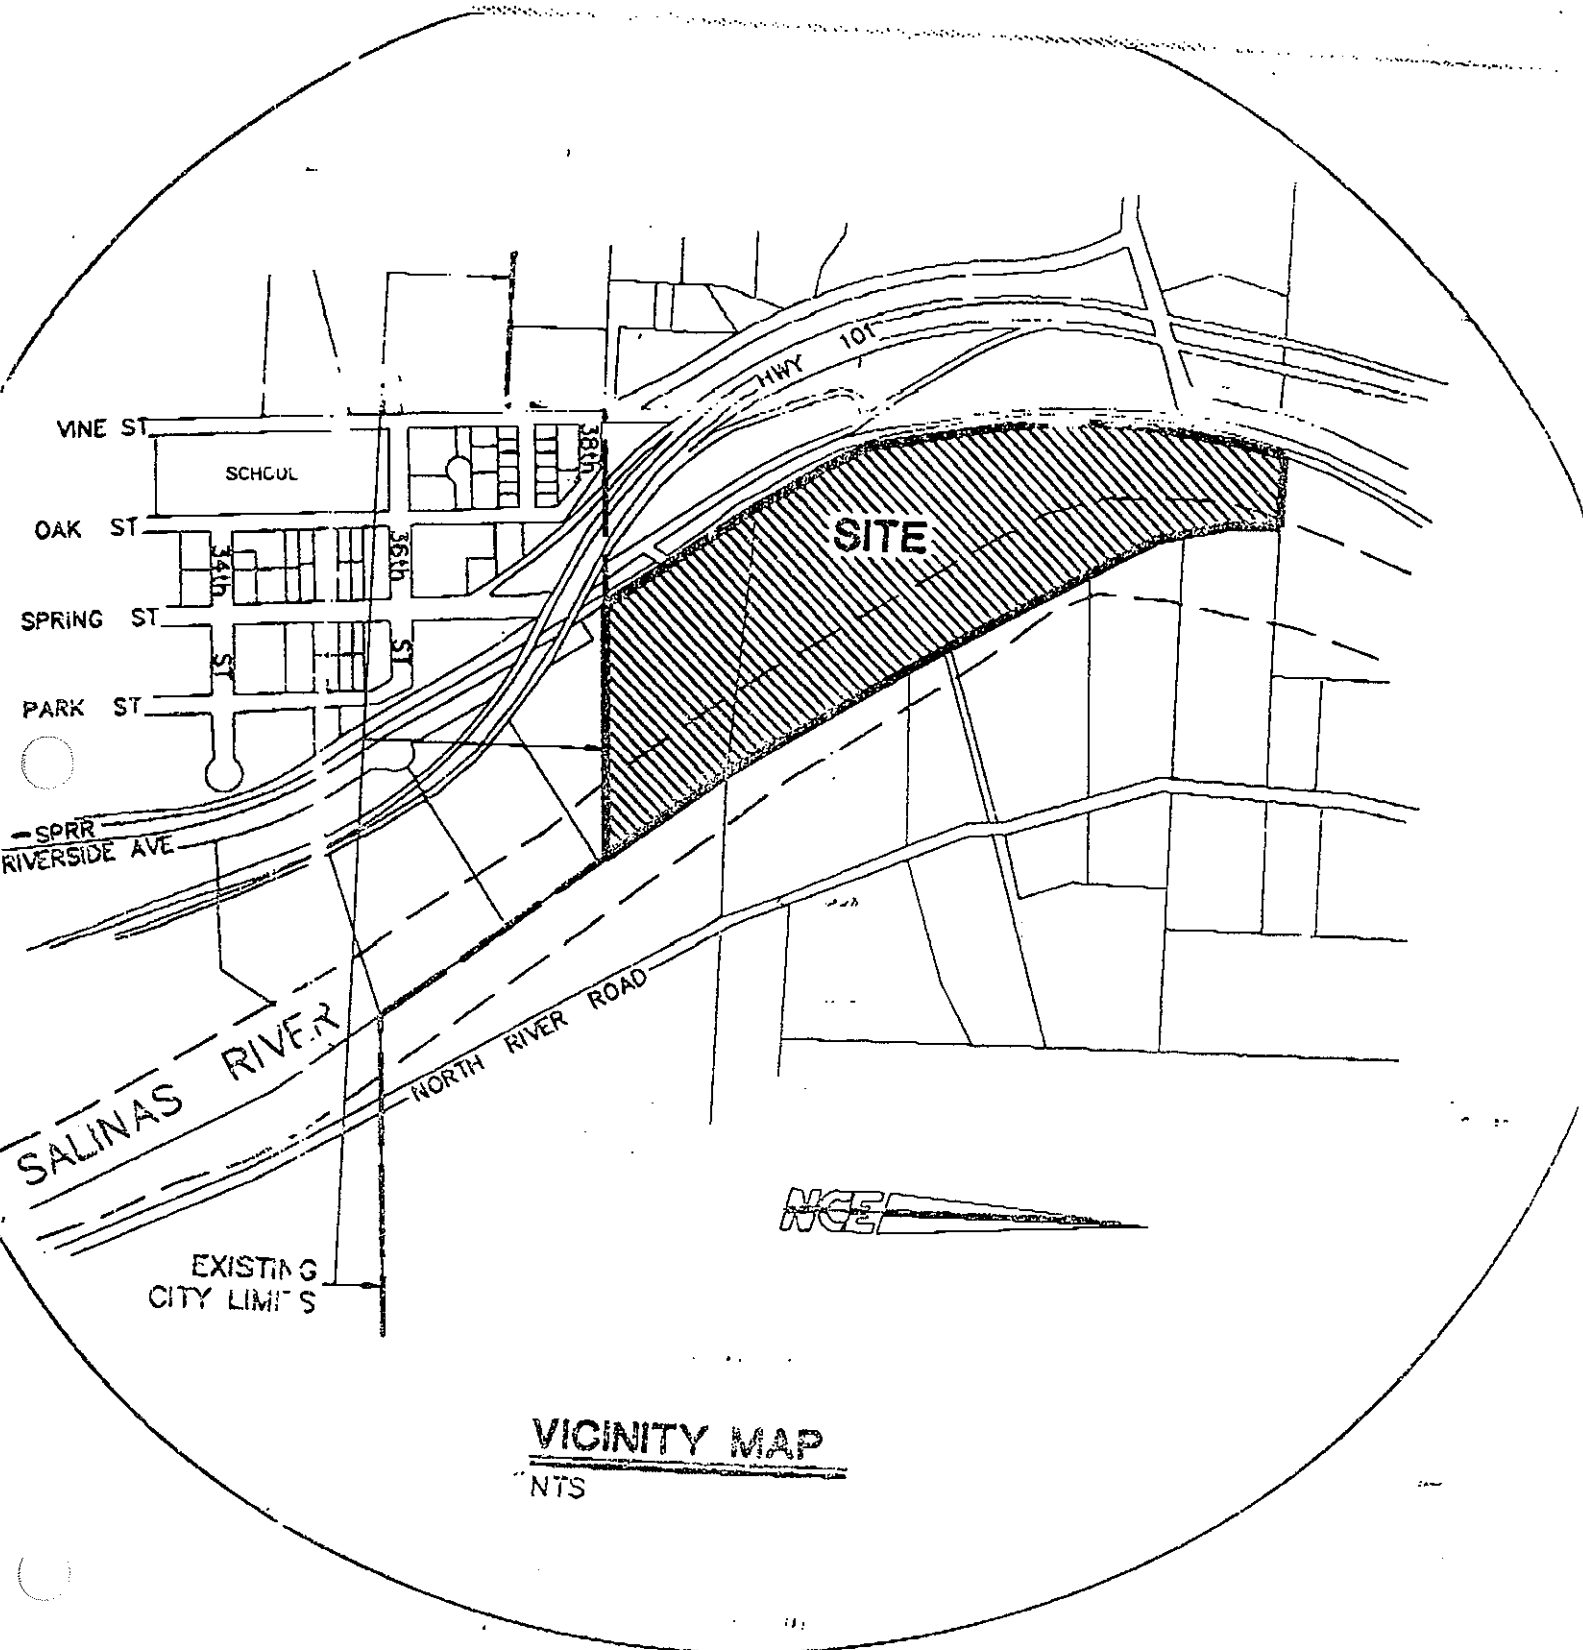 HWY 101
VINE ST
38th
SCHOOL
OAK ST
34th ST
36th ST
SITE
SPRING ST
PARK ST
SPRR
RIVERSIDE AVE
SALINAS RIVER
NORTH RIVER ROAD
NCE
EXISTING
CITY LIMITS
VICINITY MAP
NTS